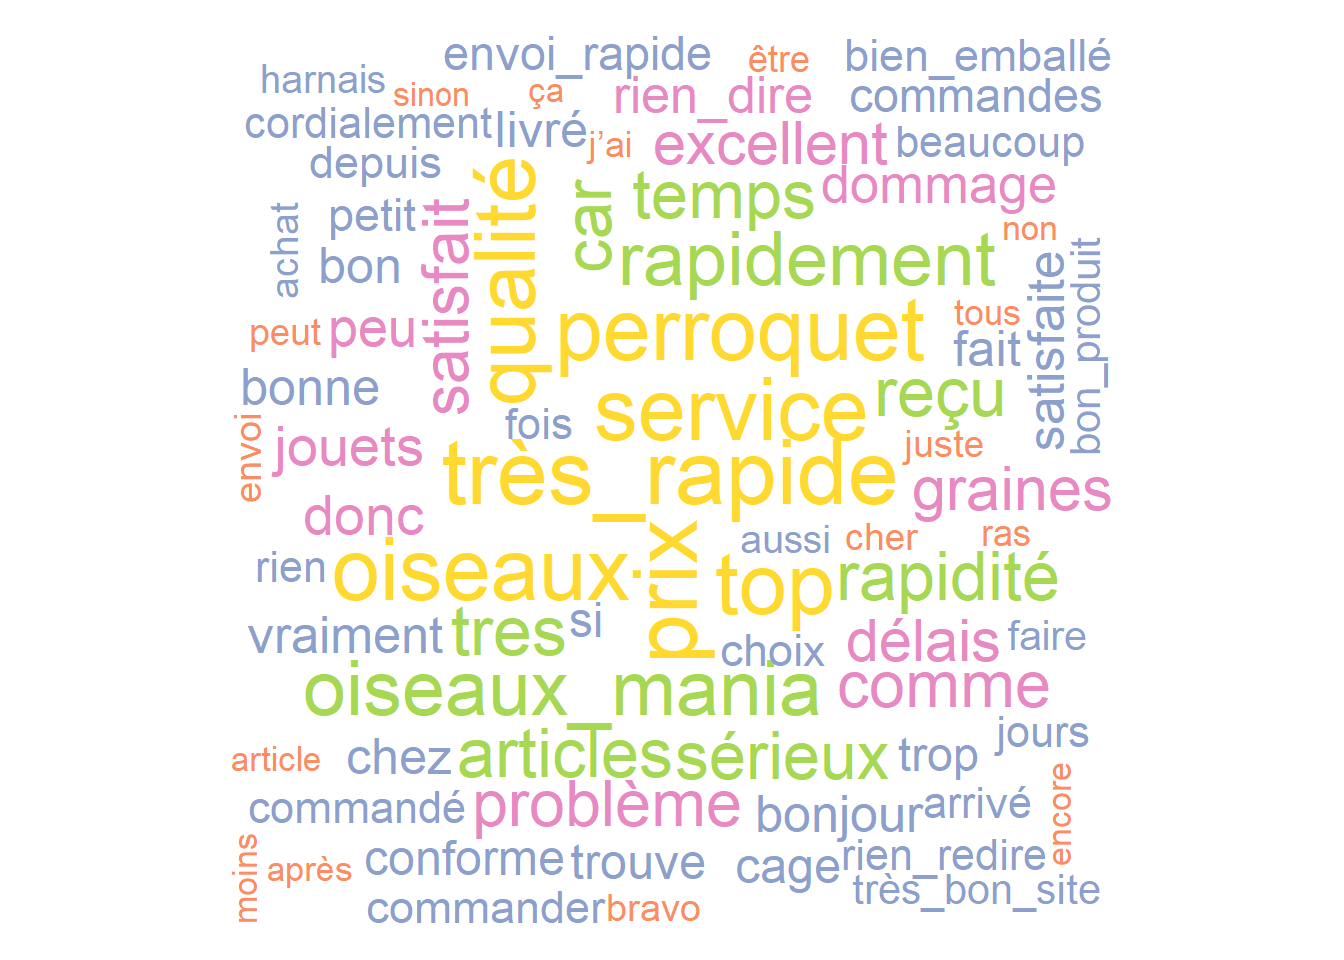 envoi_rapide être bien_emballé
harnais sinon ça rien_dire commandes
cordialement livré j’ai excellent beaucoup
depuis qualité car temps dommage
achat petit satisfait rapidement non
bon satisfaite bon_produit
peut peu perroquet tous fait
bonne service reçu
envoi jouets fois juste
très_rapide graines
donc aussi cher ras
rien oiseaux . prix top rapidité
vraiment tres si choix délais faire
oiseaux_mania comme
article chez articles sérieux trop jours
commandé problème bonjour arrivé encore
moins après conforme trouve cage rien_redire
commander bravo très_bon_site